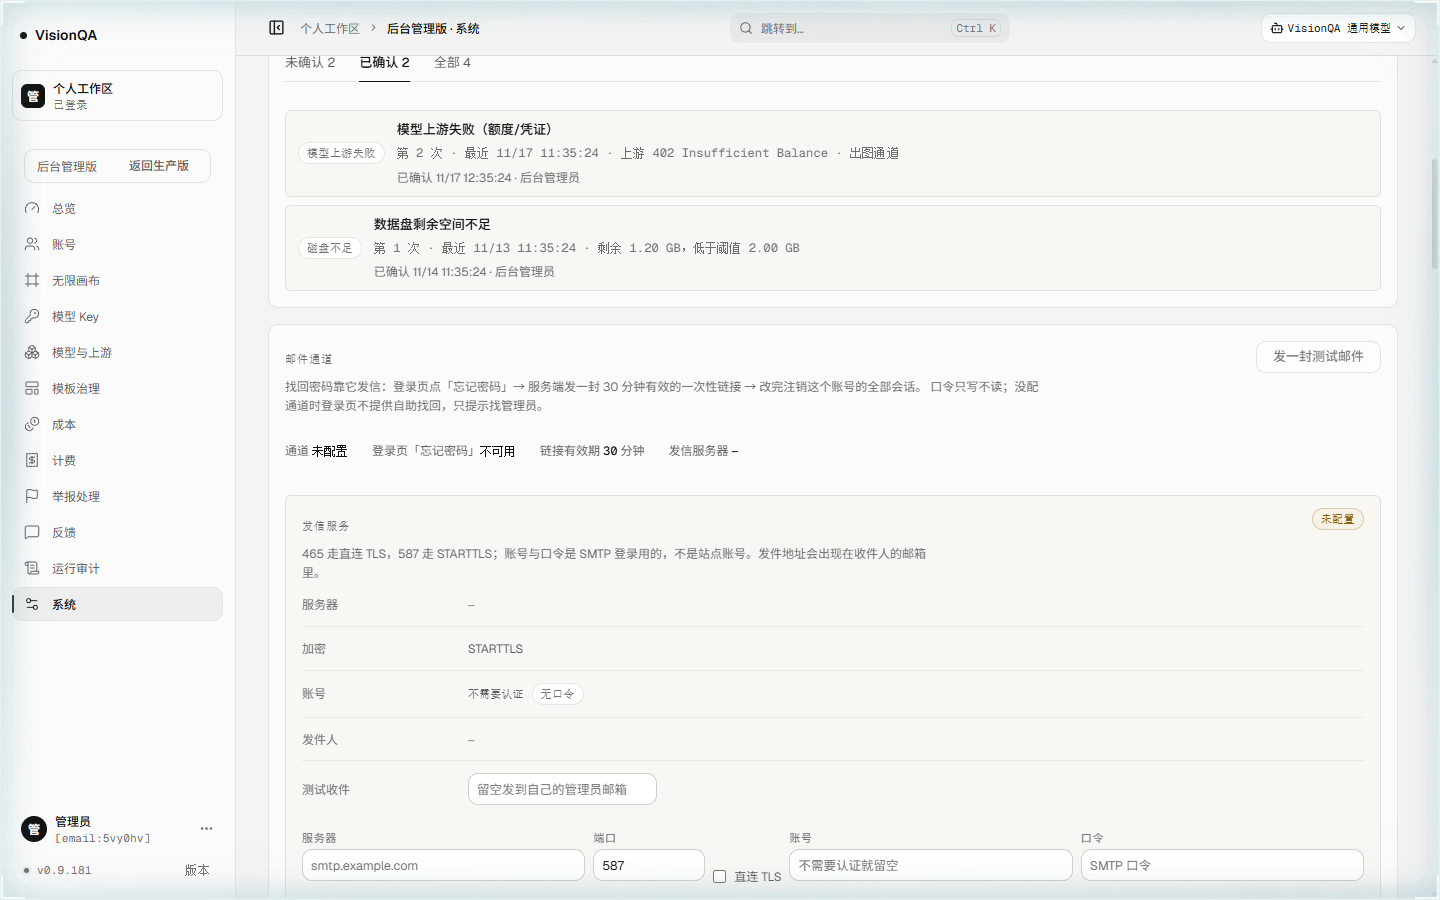 VisionQA
管
个人工作区
已登录
后台管理版
返回生产版
总览
账号
无限画布
模型 Key
模型与上游
模板治理
成本
计费
举报处理
反馈
运行审计
系统
管
管理员
[email:5vy0hv]
v0.9.181
版本
个人工作区
后台管理版 · 系统
跳转到…
Ctrl K
VisionQA 通用模型
未确认 2
已确认 2
全部 4
模型上游失败
模型上游失败（额度/凭证）
第 2 次 · 最近 11/17 11:35:24 · 上游 402 Insufficient Balance · 出图通道
已确认 11/17 12:35:24 · 后台管理员
磁盘不足
数据盘剩余空间不足
第 1 次 · 最近 11/13 11:35:24 · 剩余 1.20 GB，低于阈值 2.00 GB
已确认 11/14 11:35:24 · 后台管理员
邮件通道
发一封测试邮件
找回密码靠它发信：登录页点「忘记密码」→ 服务端发一封 30 分钟有效的一次性链接 → 改完注销这个账号的全部会话。 口令只写不读；没配
通道时登录页不提供自助找回，只提示找管理员。
通道 未配置
登录页「忘记密码」不可用
链接有效期 30 分钟
发信服务器 –
发信服务
未配置
465 走直连 TLS，587 走 STARTTLS；账号与口令是 SMTP 登录用的，不是站点账号。发件地址会出现在收件人的邮箱
里。
服务器
–
加密
STARTTLS
账号
不需要认证
无口令
发件人
–
测试收件
留空发到自己的管理员邮箱
服务器
端口
账号
口令
smtp.example.com
587
直连 TLS
不需要认证就留空
SMTP 口令